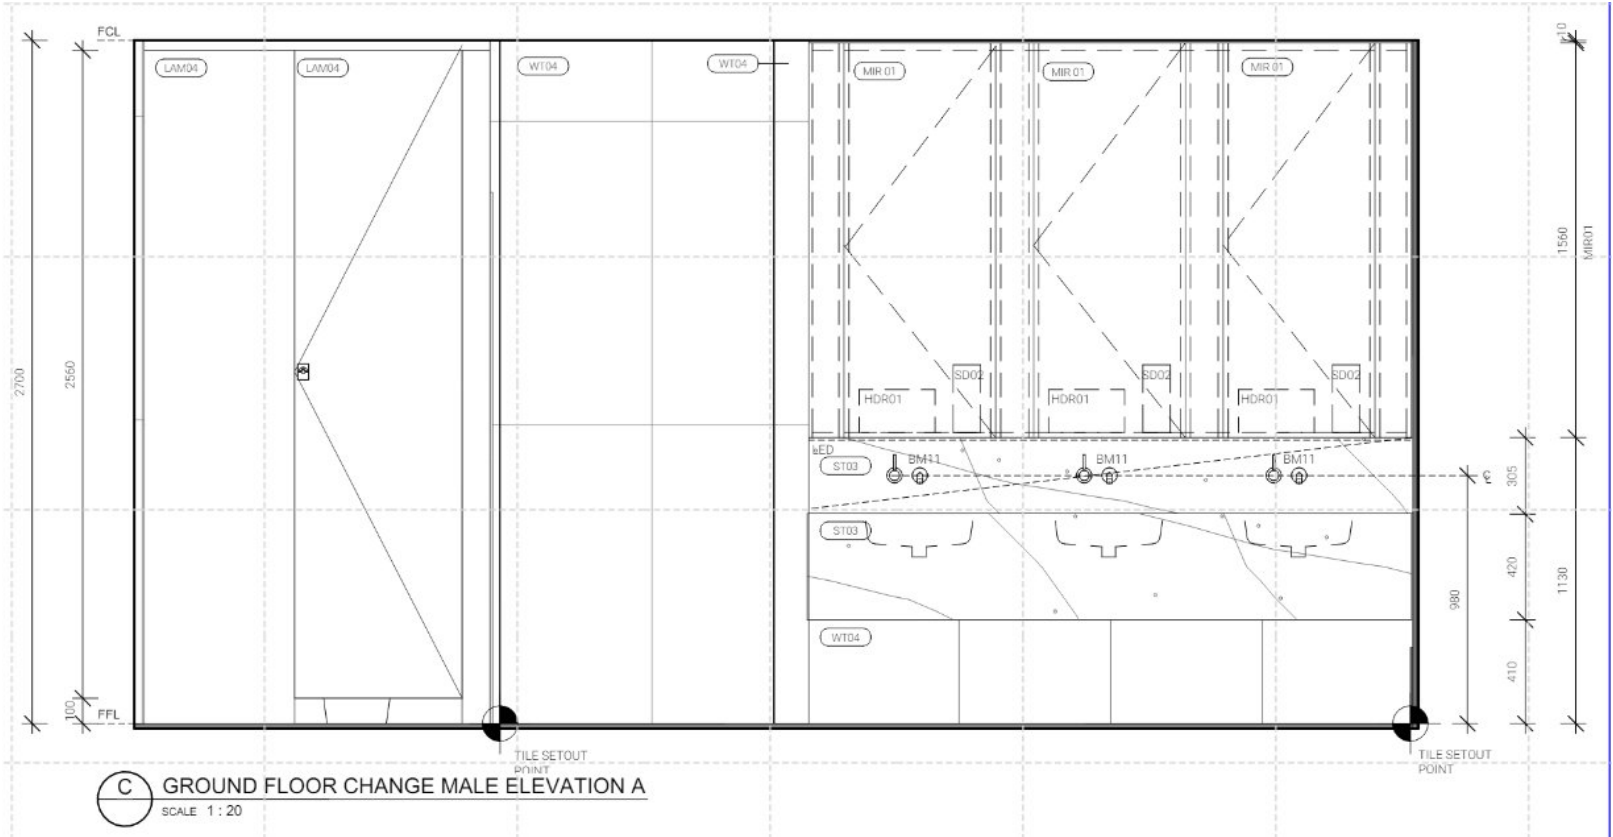 FCL
10
LAM04
LAM04
WT04
WT04
MIR 01
MIR 01
MIR 01
2700
2560
1560
MIR01
SD02
SD02
SD02
HDR01
HDR01
HDR01
LED
ST03
BM11
BM11
BM11
305
ST03
420
980
1130
WT04
410
100
FFL
TILE SETOUT
POINT
TILE SETOUT
POINT
C
GROUND FLOOR CHANGE MALE ELEVATION A
SCALE 1 : 20